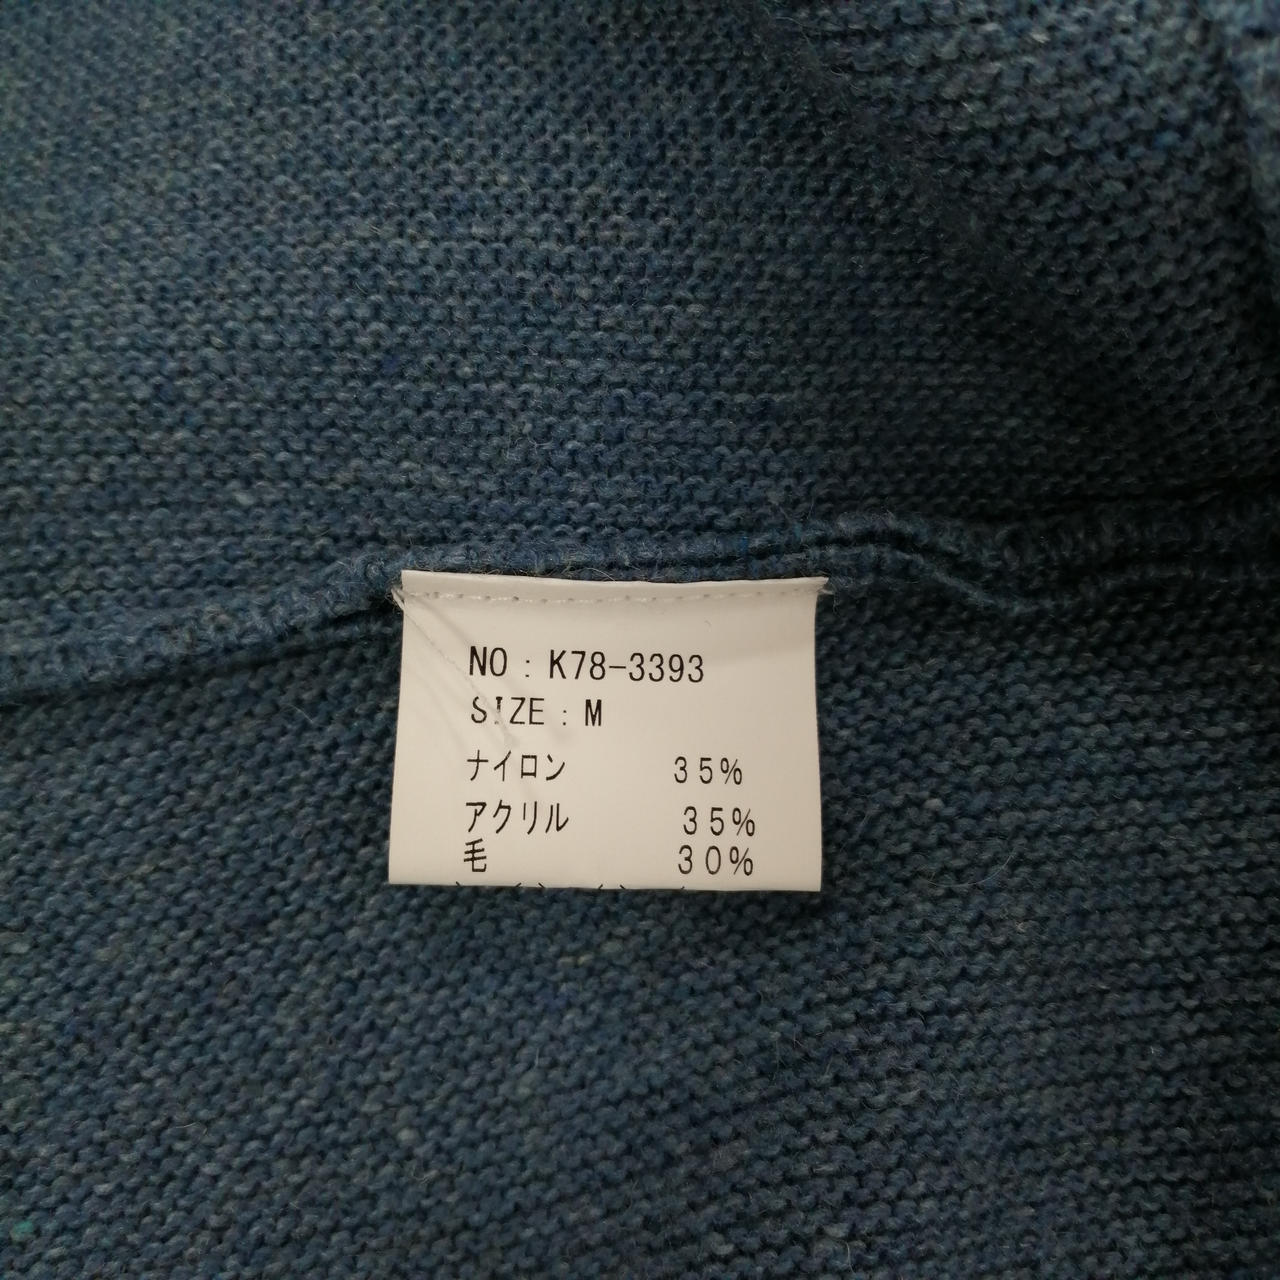 NO : K78-3393
SIZE : M
ナイロン 35%
アクリル 35%
毛 30%